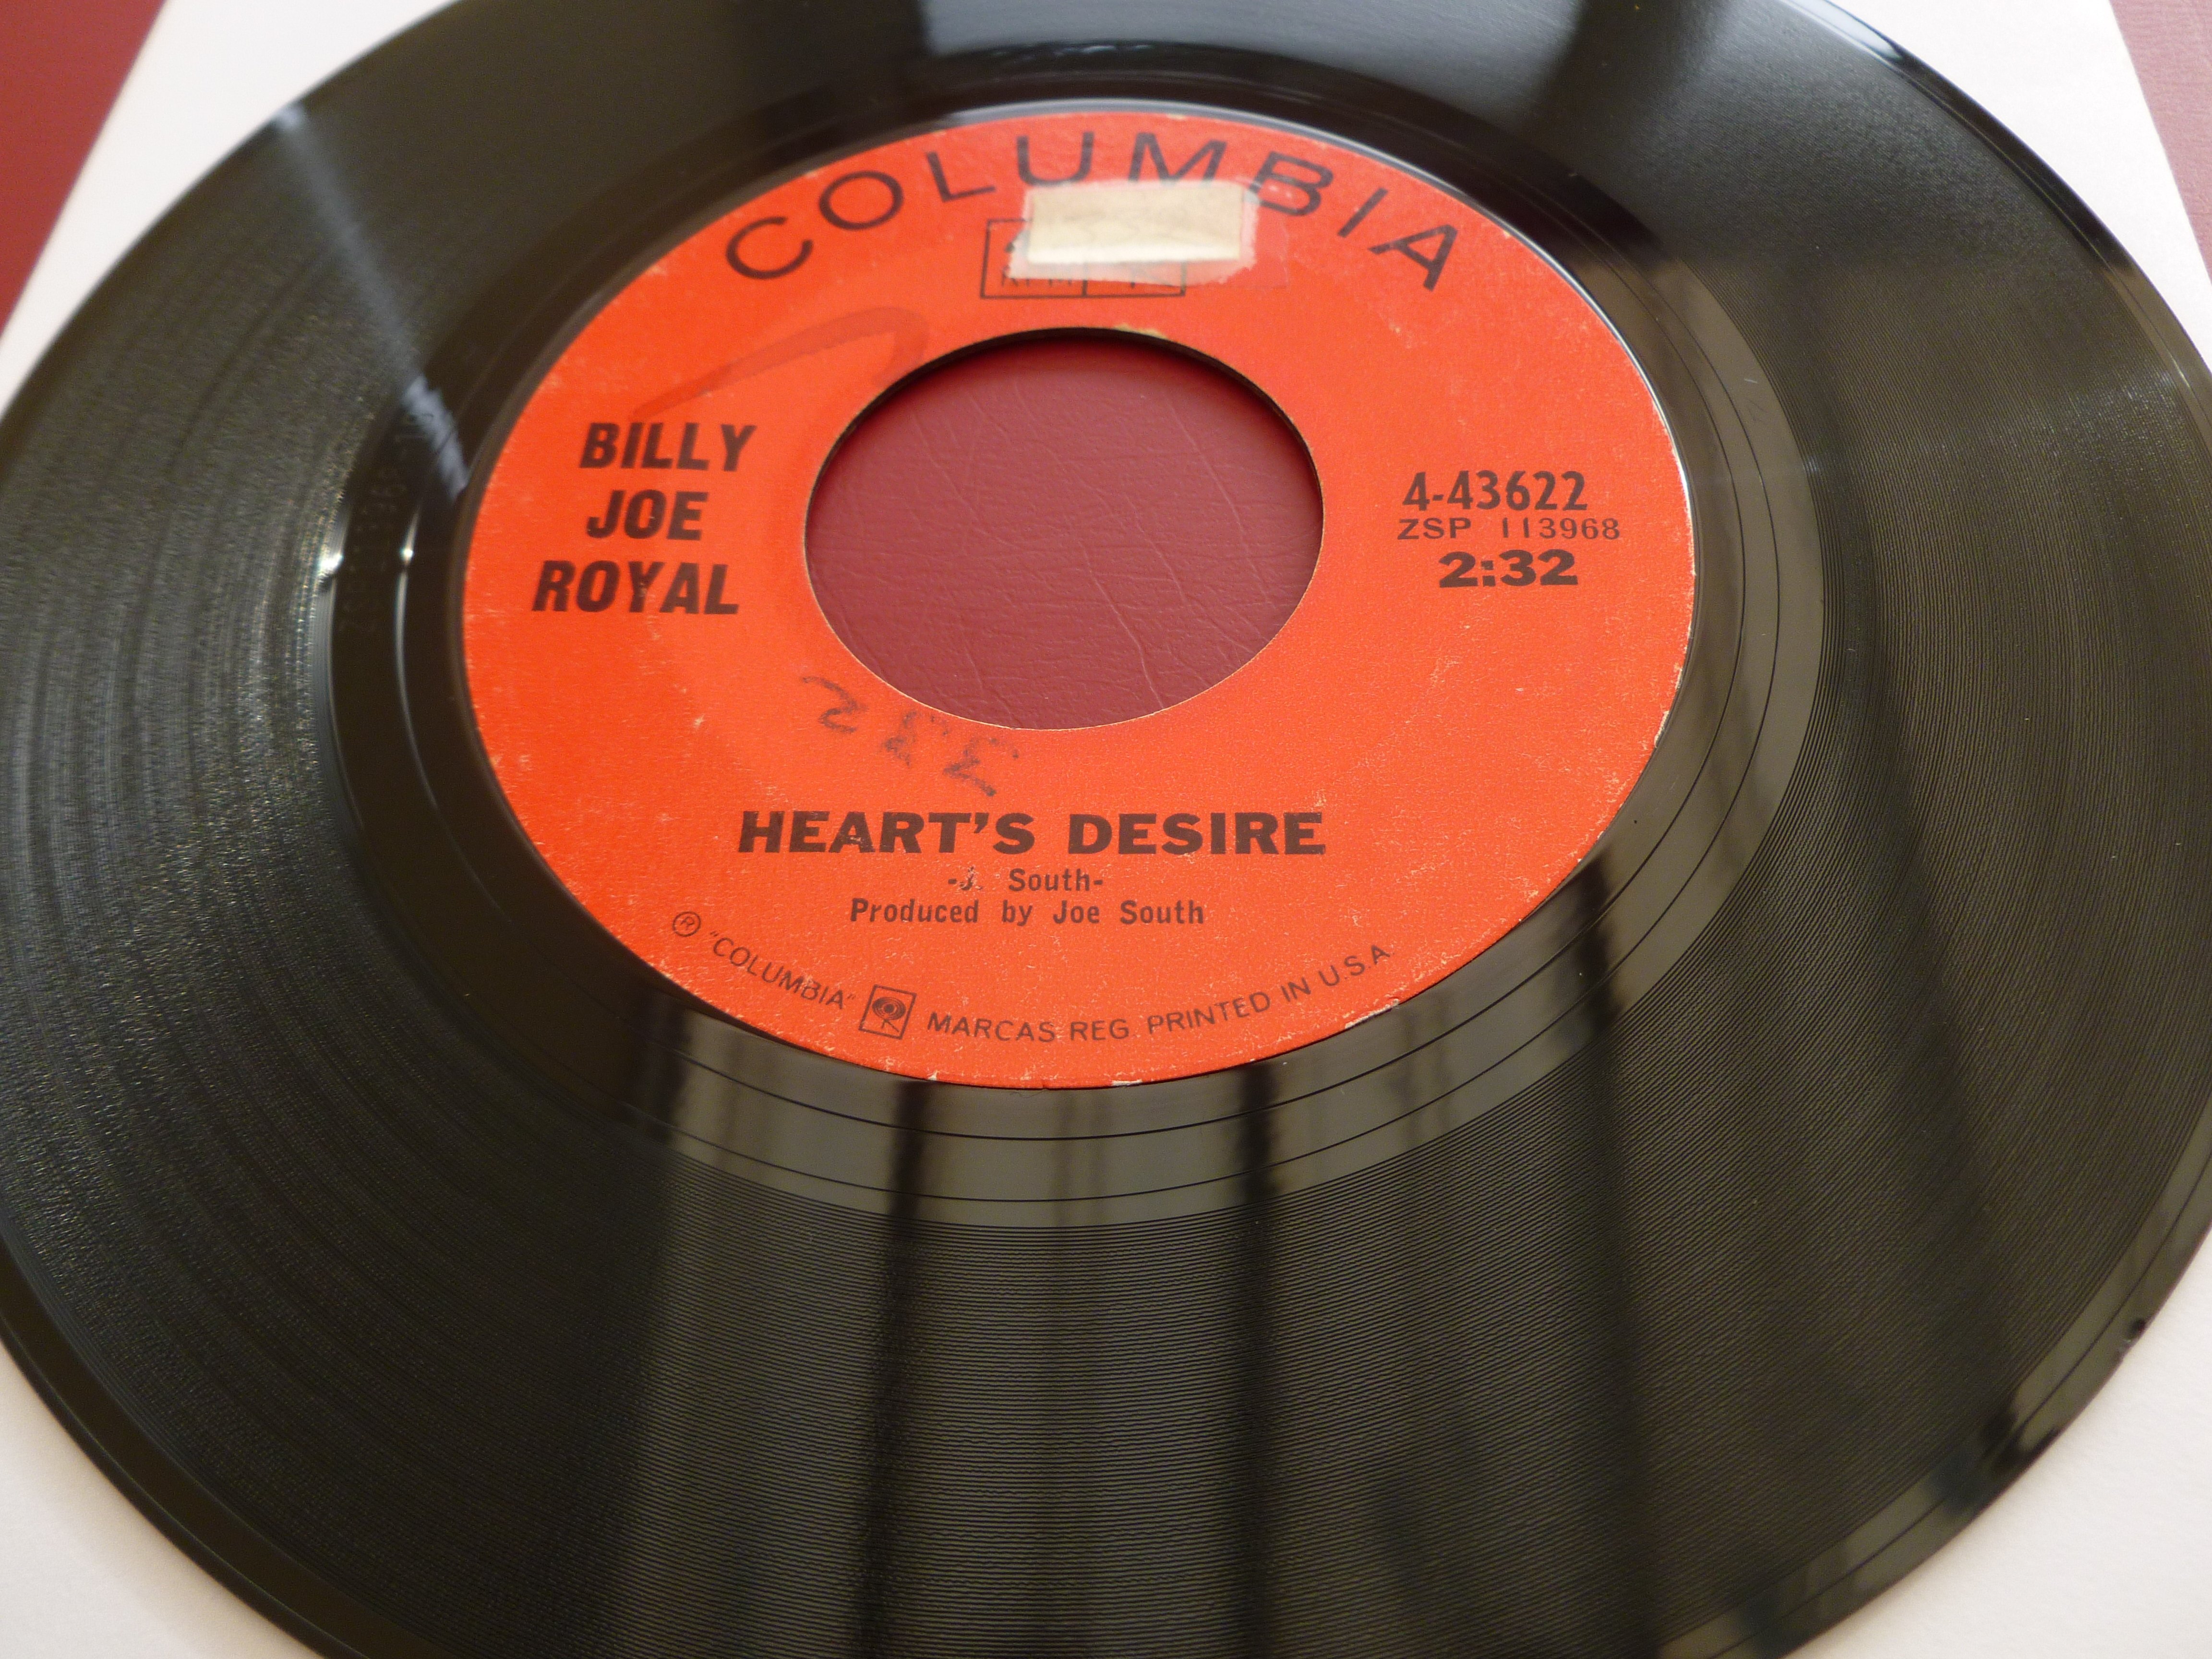 COLUMBIA
BILLY
JOE
ROYAL
4-43622
ZSP 113968
2:32
332
HEART'S DESIRE
-J. South-
Produced by Joe South
® "COLUMBIA" MARCAS REG. PRINTED IN U.S.A.